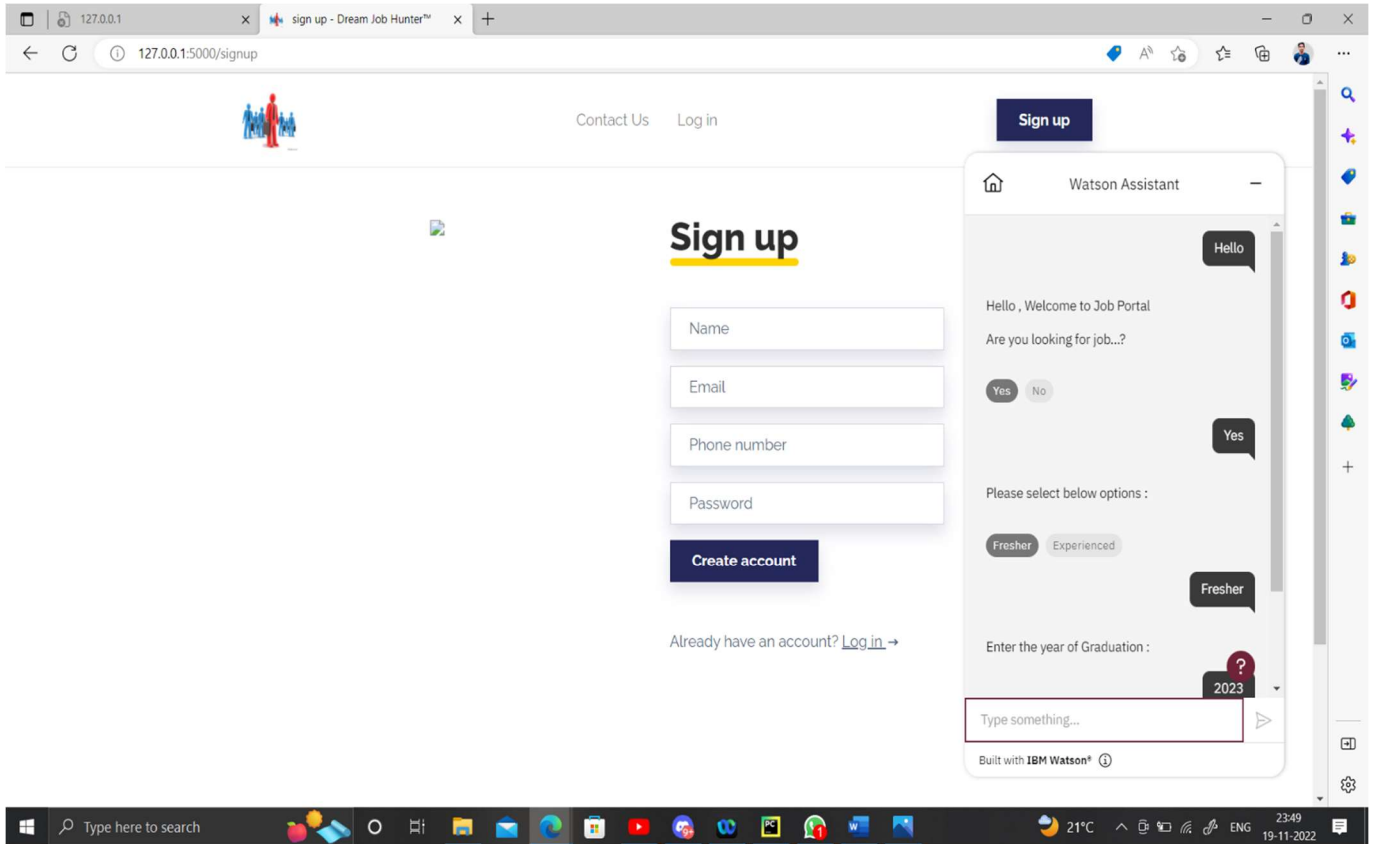 127.0.0.1
sign up - Dream Job Hunter™
127.0.0.1:5000/signup
Contact Us Log in Sign up
Watson Assistant
Sign up
Name
Email
Phone number
Password
Create account
Already have an account? Log in →
Hello
Hello , Welcome to Job Portal
Are you looking for job...?
Yes No
Yes
Please select below options :
Fresher Experienced
Fresher
Enter the year of Graduation :
?
2023
Type something...
Built with IBM Watson®
Type here to search
21°C
ENG
23:49
19-11-2022